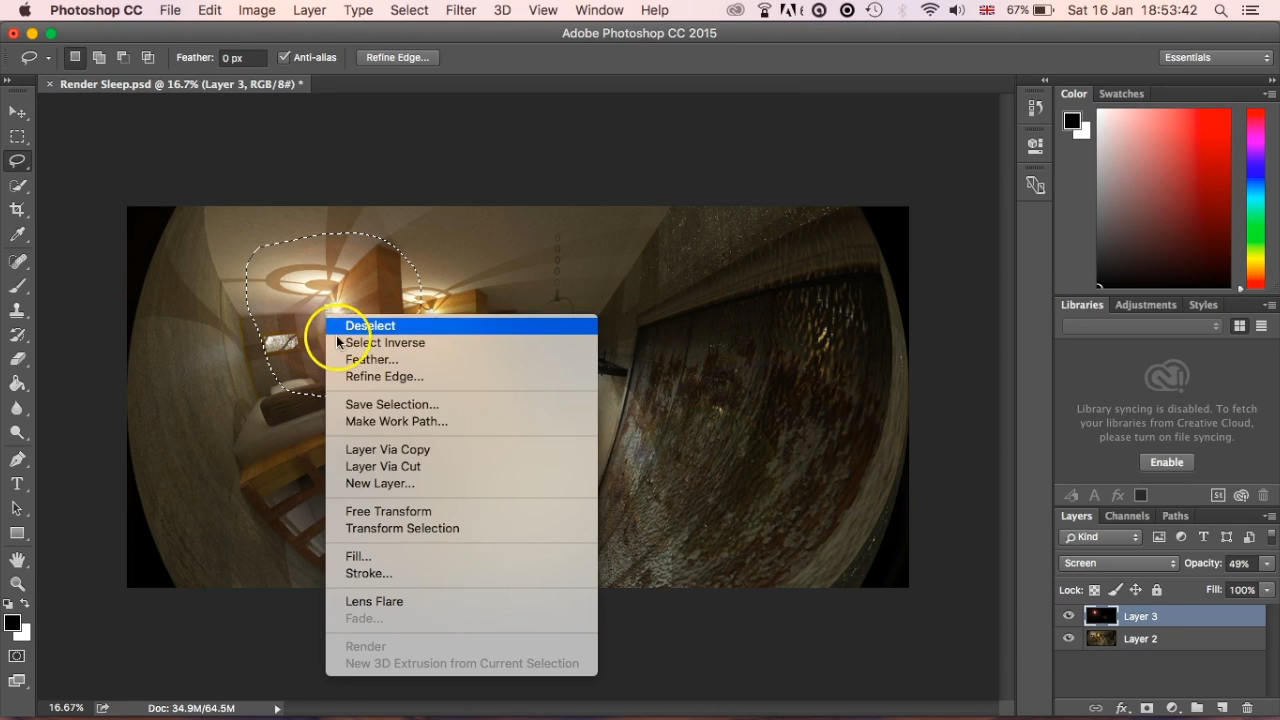 Photoshop CC File Edit Image Layer Type Select Filter 3D View Window Help 67% Sat 16 Jan 18:53:42
Adobe Photoshop CC 2015
Feather: 0 px Anti-alias Refine Edge... Essentials
× Render Sleep.psd @ 16.7% (Layer 3, RGB/8#) *
Color Swatches
Deselect
Select Inverse
Feather...
Refine Edge...
Save Selection...
Make Work Path...
Layer Via Copy
Layer Via Cut
New Layer...
Free Transform
Transform Selection
Fill...
Stroke...
Lens Flare
Fade...
Render
New 3D Extrusion from Current Selection
Libraries Adjustments Styles
Library syncing is disabled. To fetch
your libraries from Creative Cloud,
please turn on file syncing.
Enable
Layers Channels Paths
Kind
Screen Opacity: 49%
Lock: Fill: 100%
Layer 3
Layer 2
16.67% Doc: 34.9M/64.5M